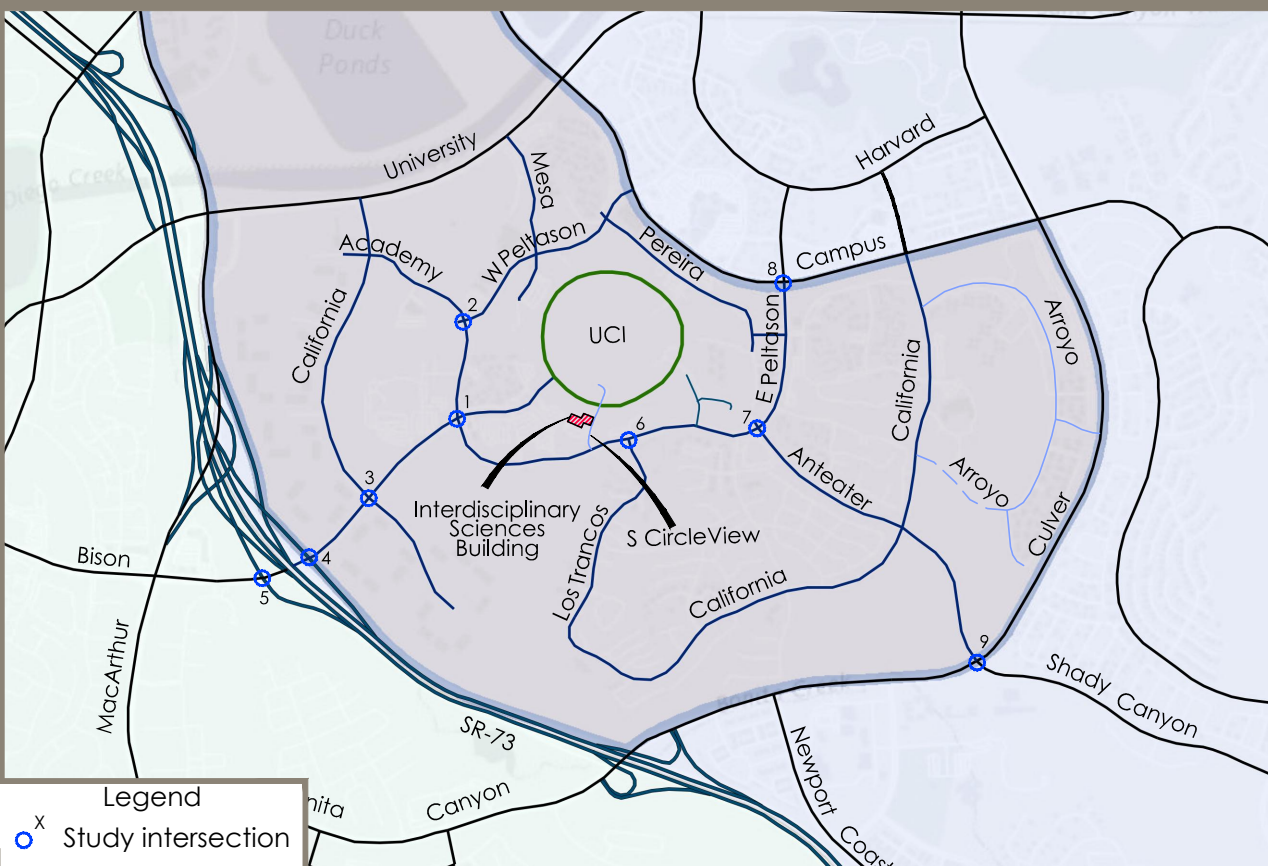 Duck
Ponds
Harvard
University
Mesa
Diego Creek
Academy
W Peltason
Pereira
8
Campus
California
2
UCI
E Peltason
Arroyo
California
1
6
7
3
Anteater
Arroyo
Interdisciplinary
Sciences
Building
S CircleView
Los Trancos
Culver
Bison
4
5
California
MacArthur
9
Shady Canyon
SR-73
Newport
Canyon
Legend
X Study intersection